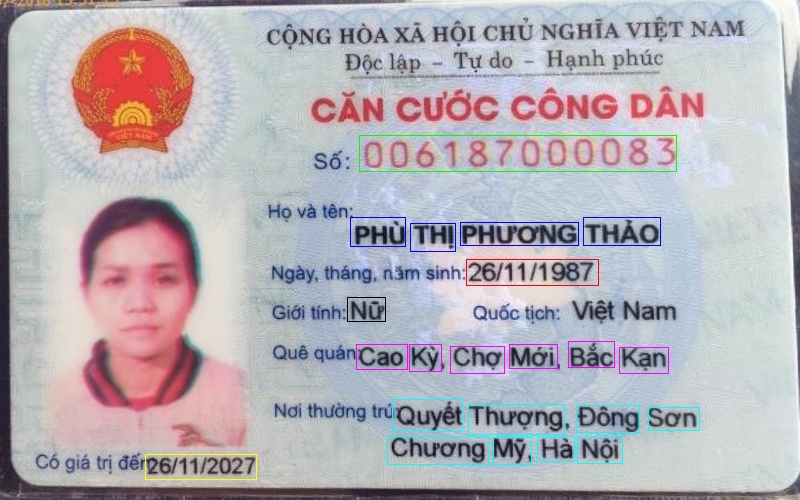 CỘNG HÒA XÃ HỘI CHỦ NGHĨA VIỆT NAM
Độc lập - Tự do - Hạnh phúc
CĂN CƯỚC CÔNG DÂN
VIỆT NAM
Số: 006187000083
Họ và tên:
PHÙ THỊ PHƯƠNG THẢO
Ngày, tháng, năm sinh: 26/11/1987
Giới tính: Nữ Quốc tịch: Việt Nam
Quê quán: Cao Kỳ, Chợ Mới, Bắc Kạn
Nơi thường trú: Quyết Thượng, Đông Sơn
Chương Mỹ, Hà Nội
Có giá trị đến 26/11/2027